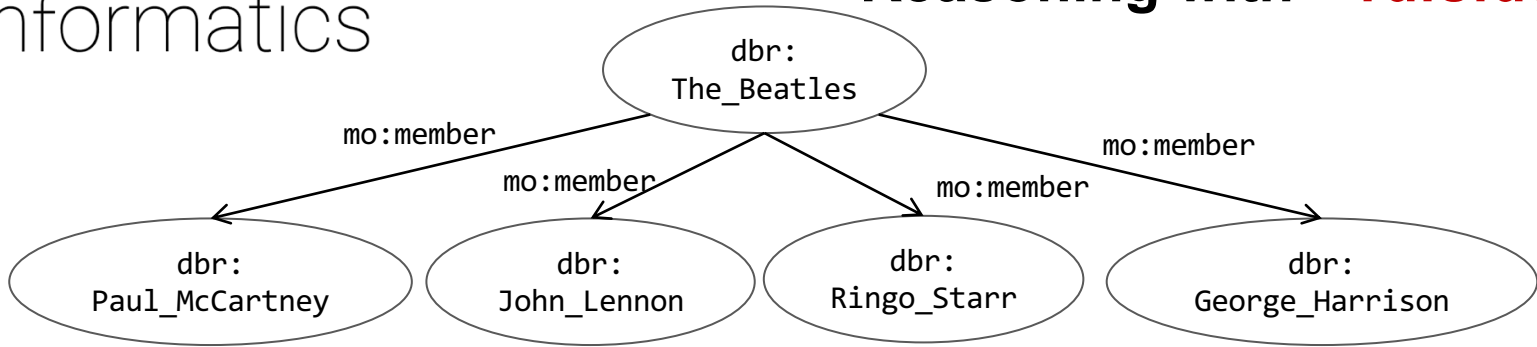 nformatics
dbr:
The_Beatles
mo:member
mo:member
mo:member
mo:member
dbr:
Paul_McCartney
dbr:
John_Lennon
dbr:
Ringo_Starr
dbr:
George_Harrison